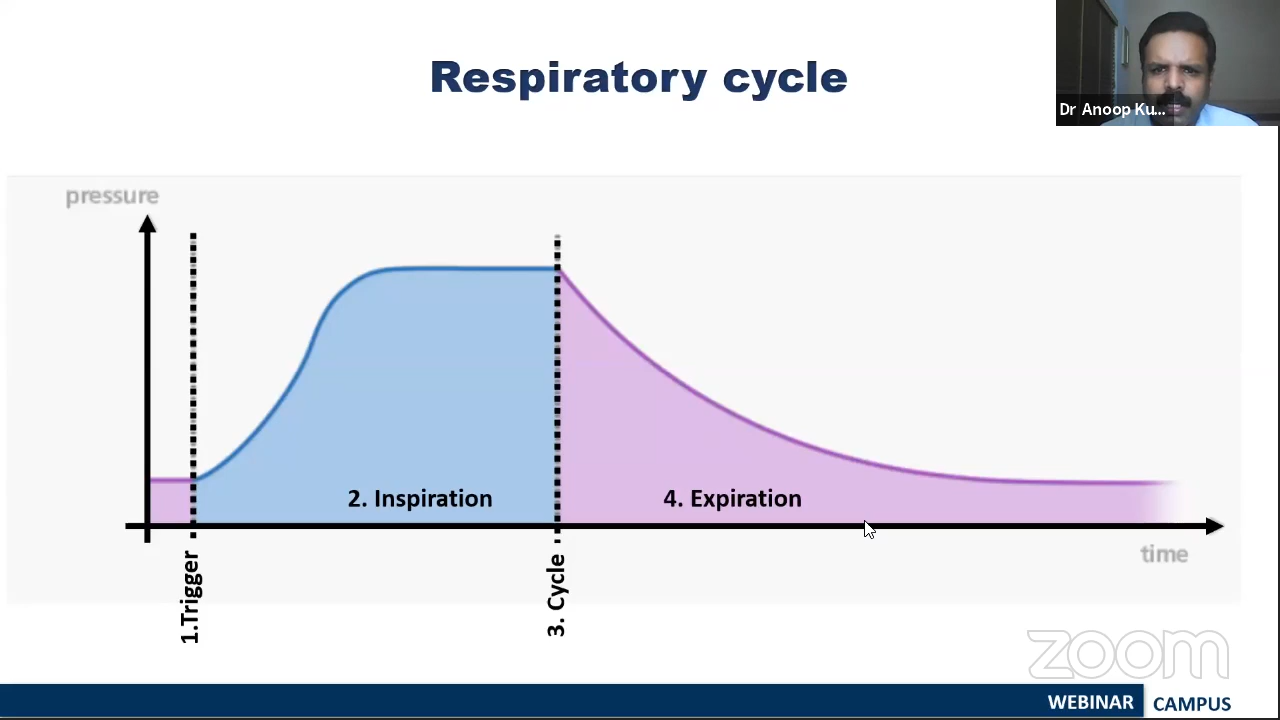 Respiratory cycle
Dr Anoop Ku...
pressure
2. Inspiration
4. Expiration
time
1.Trigger
3. Cycle
zoom
WEBINAR CAMPUS